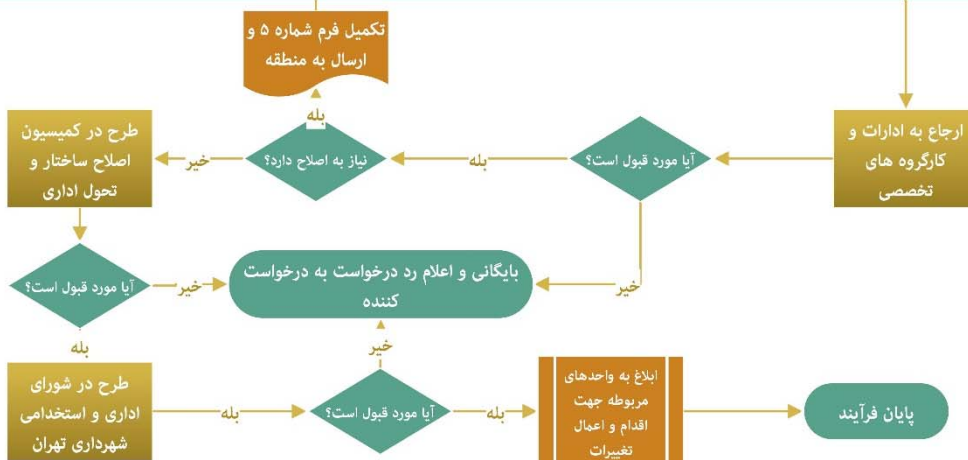 تکمیل فرم شماره ۵ و
ارسال به منطقه
بله
ارجاع به ادارات و
کارگروه های
تخصصی
آیا مورد قبول است؟
بله
نیاز به اصلاح دارد؟
خیر
طرح در کمیسیون
اصلاح ساختار و
تحول اداری
آیا مورد قبول است؟
خیر
بایگانی و اعلام رد درخواست به درخواست
کننده
خیر
بله
خیر
طرح در شورای
اداری و استخدامی
شهرداری تهران
بله
آیا مورد قبول است؟
بله
ابلاغ به واحدهای
مربوطه جهت
اقدام و اعمال
تغییرات
پایان فرآیند